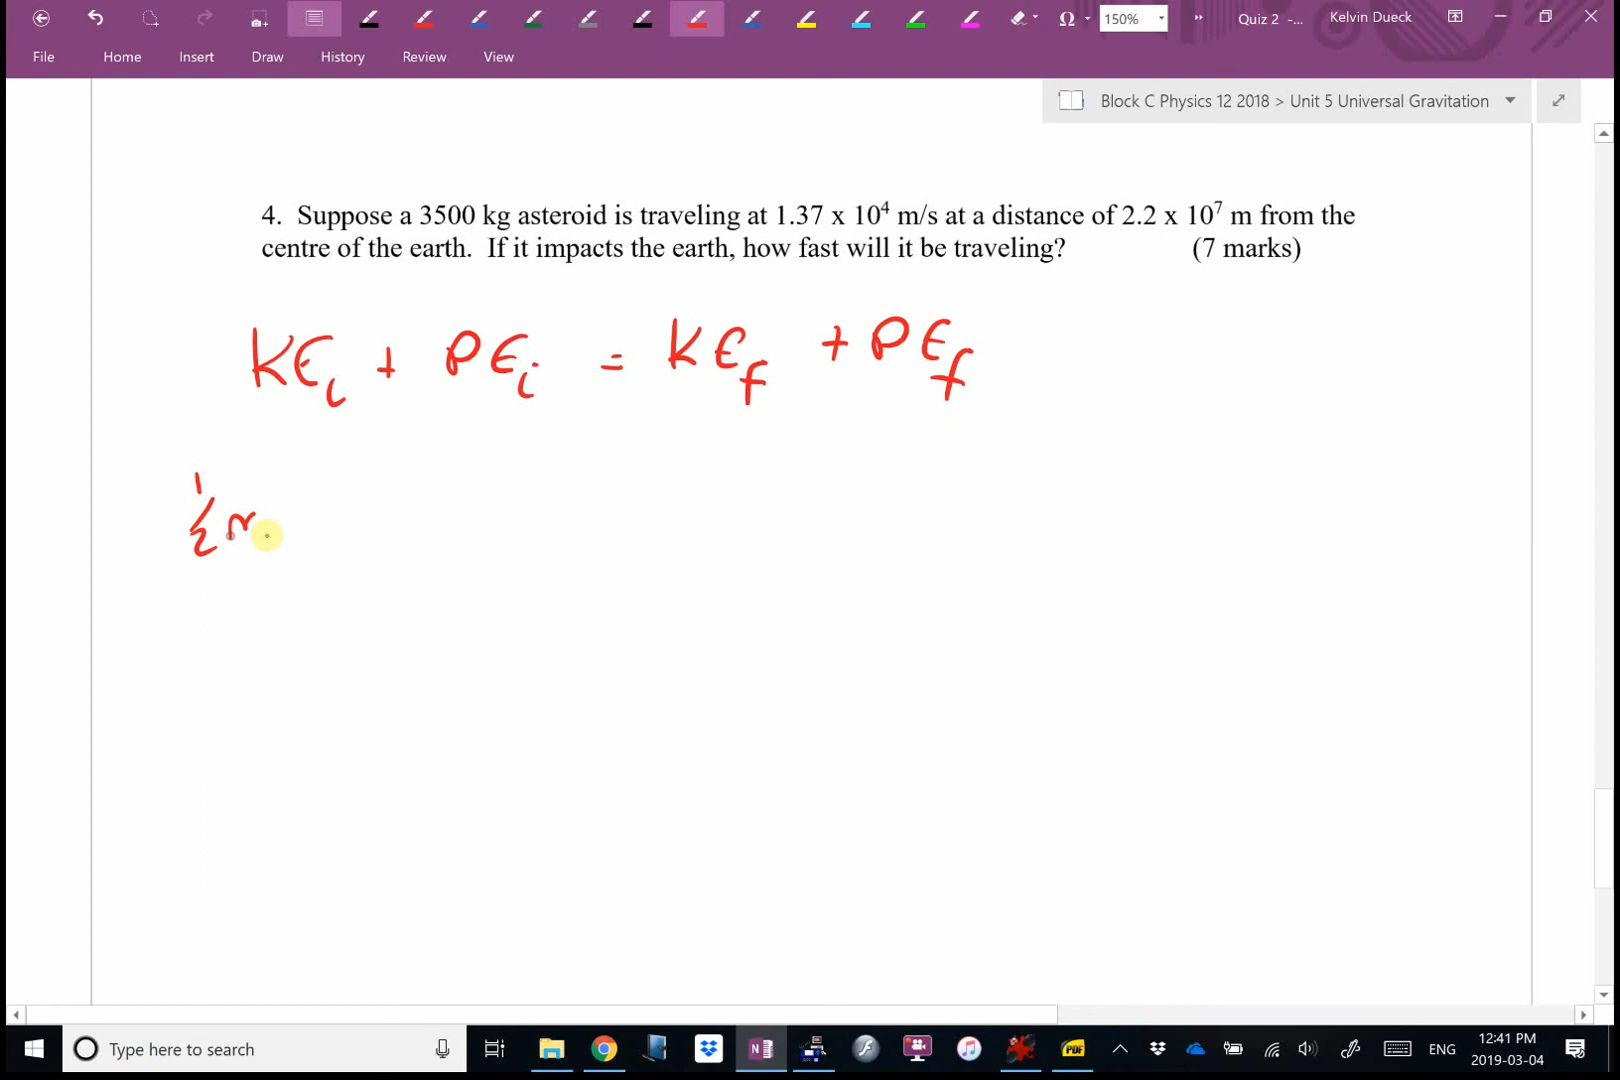 Quiz 2 -...
Kelvin Dueck
150%
File Home Insert Draw History Review View
Block C Physics 12 2018 > Unit 5 Universal Gravitation
4. Suppose a 3500 kg asteroid is traveling at 1.37 x 10⁴ m/s at a distance of 2.2 x 10⁷ m from the
centre of the earth. If it impacts the earth, how fast will it be traveling? (7 marks)
KEᵢ + PEᵢ = KE_f + PE_f
½ m
Type here to search
ENG
12:41 PM
2019-03-04